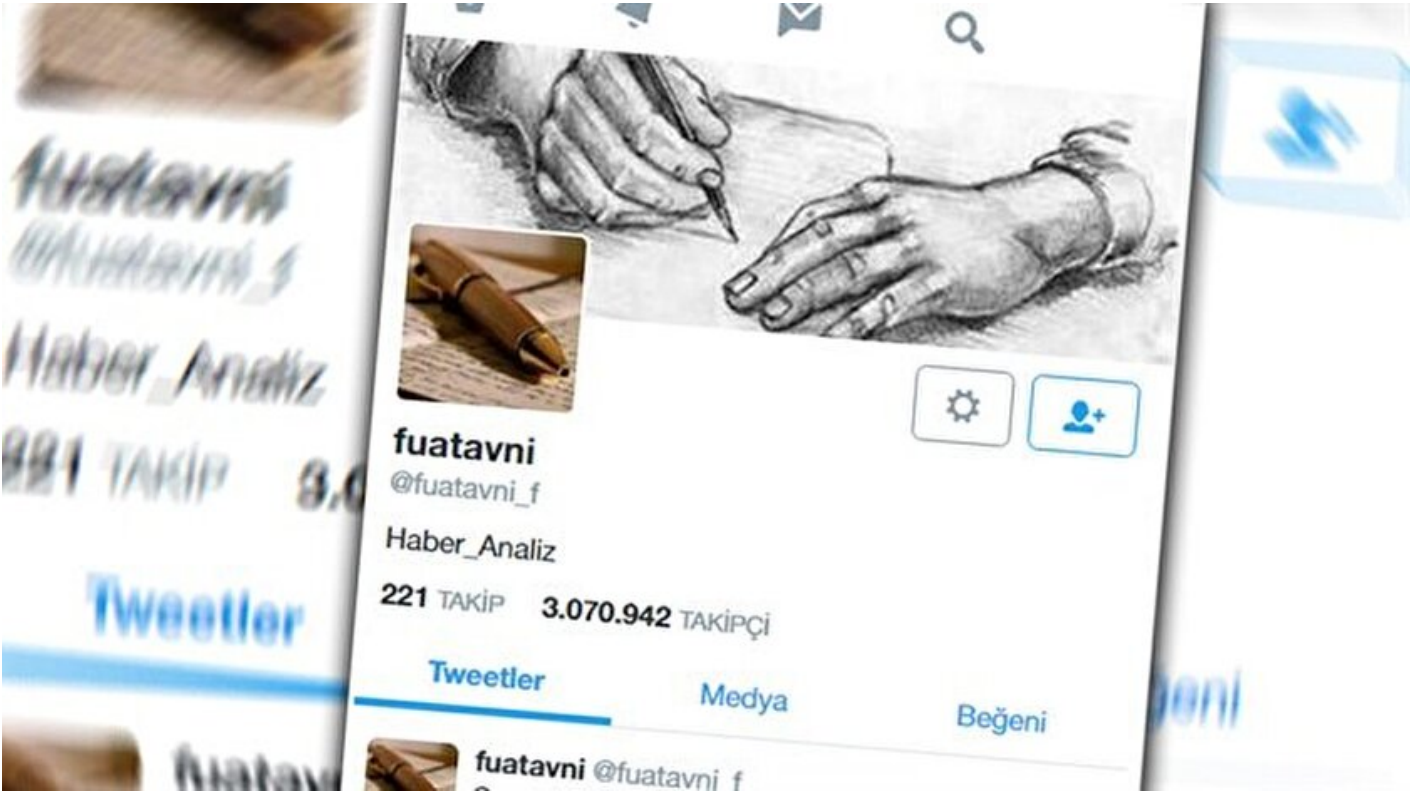 fuatavni
@fuatavni_f
Haber_Analiz
221 TAKİP 3.070.942 TAKİPÇİ
Tweetler Medya Beğeni
fuatavni @fuatavni_f
fuatavni
@fuatavni_f
Haber_Analiz
TAKİP
Tweetler